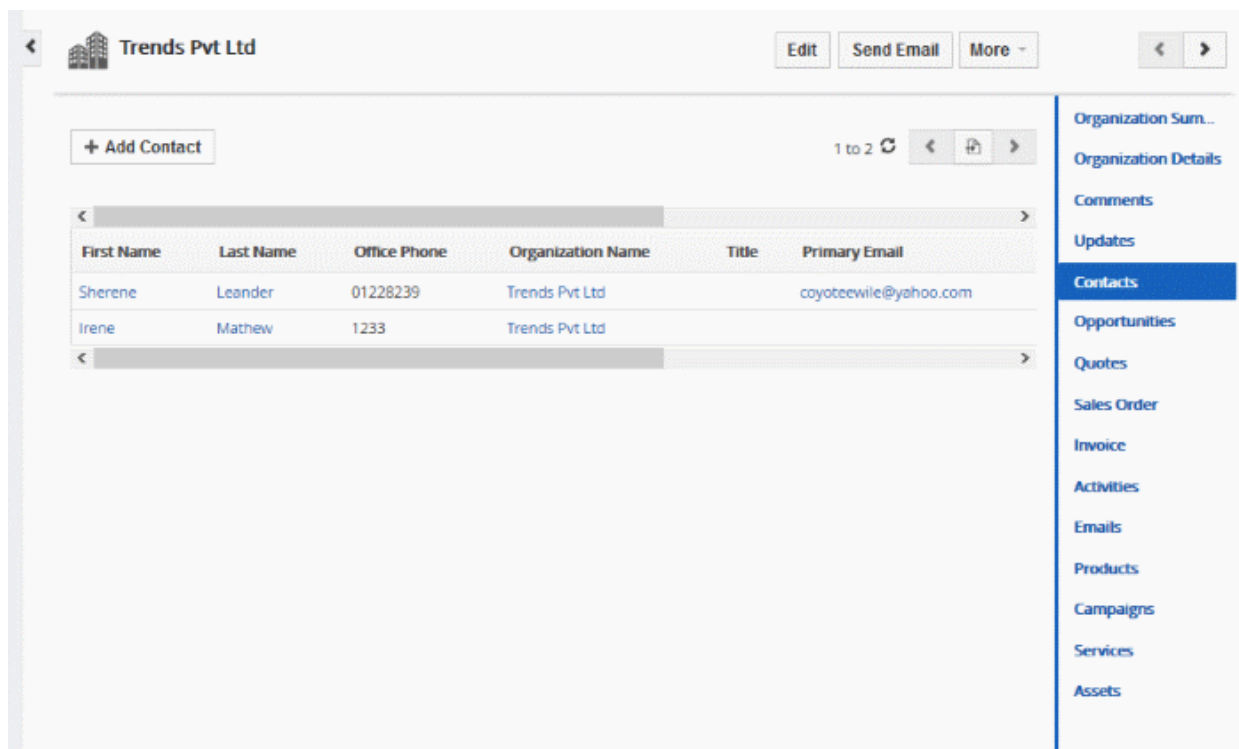 Trends Pvt Ltd
Edit Send Email More
+ Add Contact
1 to 2
First Name Last Name Office Phone Organization Name Title Primary Email
Sherene Leander 01228239 Trends Pvt Ltd coyoteewile@yahoo.com
Irene Mathew 1233 Trends Pvt Ltd
Organization Sum...
Organization Details
Comments
Updates
Contacts
Opportunities
Quotes
Sales Order
Invoice
Activities
Emails
Products
Campaigns
Services
Assets